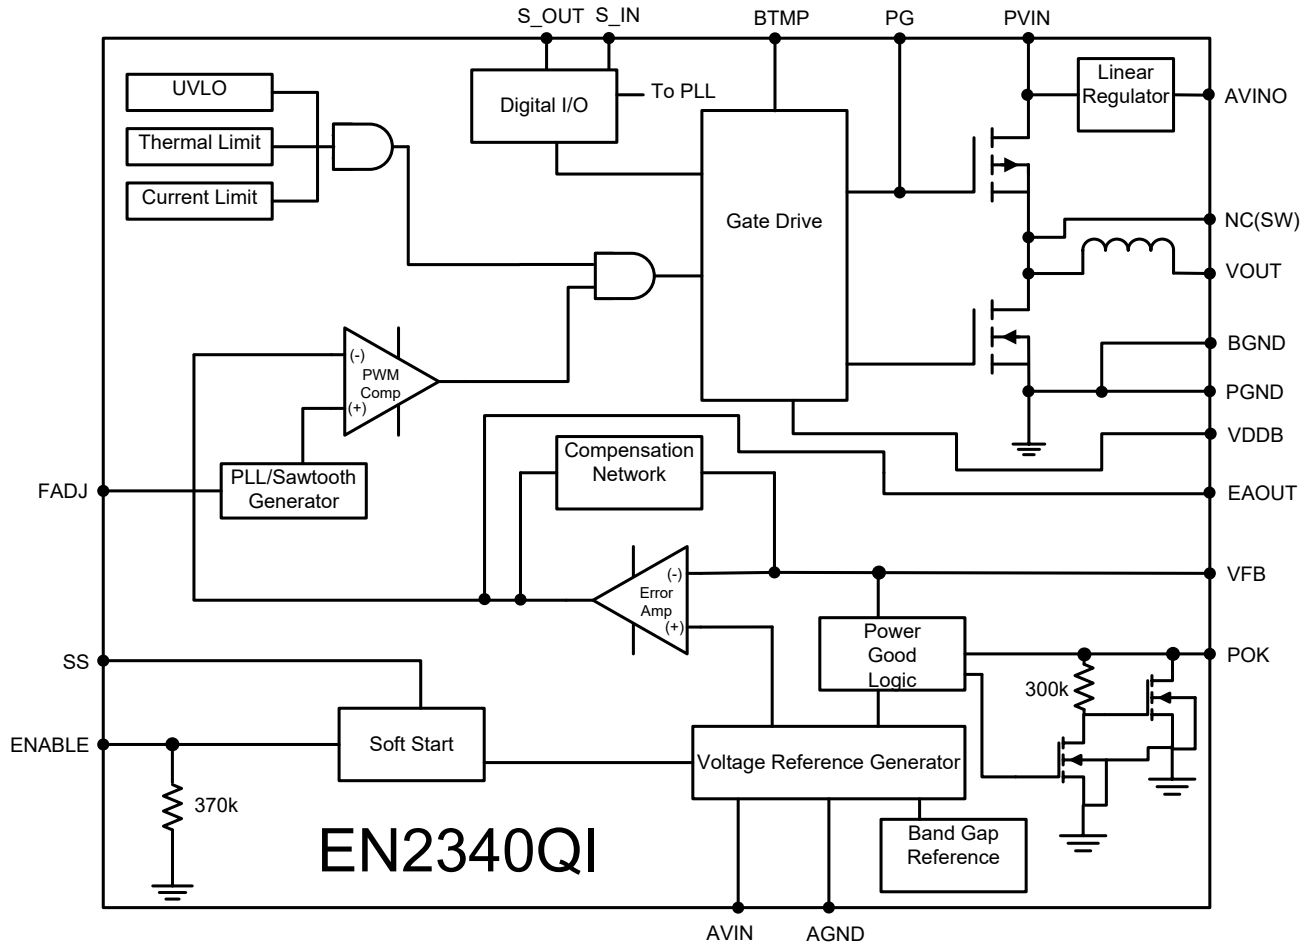 S_OUT
S_IN
BTMP
PG
PVIN
UVLO
Thermal Limit
Current Limit
Digital I/O
To PLL
Linear
Regulator
AVINO
Gate Drive
NC(SW)
VOUT
BGND
PGND
VDDB
EAOUT
(-)
PWM
Comp
(+)
PLL/Sawtooth
Generator
FADJ
Compensation
Network
(-)
Error
Amp
(+)
VFB
Power
Good
Logic
POK
300k
SS
ENABLE
Soft Start
Voltage Reference Generator
370k
EN2340QI
Band Gap
Reference
AVIN
AGND